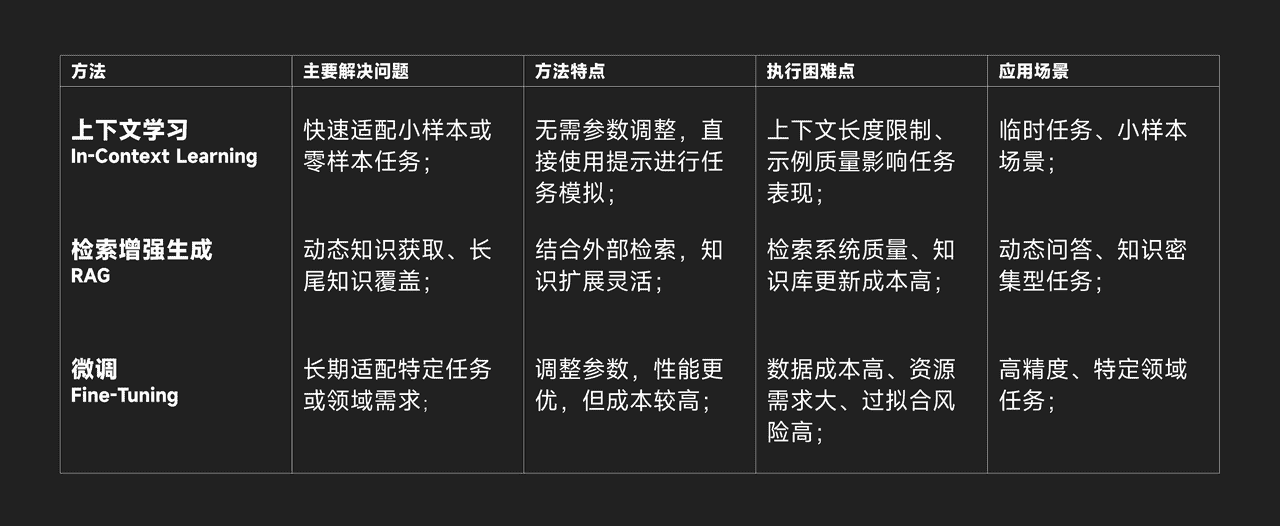 方法
主要解决问题
方法特点
执行困难点
应用场景
上下文学习
In-Context Learning
快速适配小样本或
零样本任务；
无需参数调整，直
接使用提示进行任
务模拟；
上下文长度限制、
示例质量影响任务
表现；
临时任务、小样本
场景；
检索增强生成
RAG
动态知识获取、长
尾知识覆盖；
结合外部检索，知
识扩展灵活；
检索系统质量、知
识库更新成本高；
动态问答、知识密
集型任务；
微调
Fine-Tuning
长期适配特定任务
或领域需求；
调整参数，性能更
优，但成本较高；
数据成本高、资源
需求大、过拟合风
险高；
高精度、特定领域
任务；